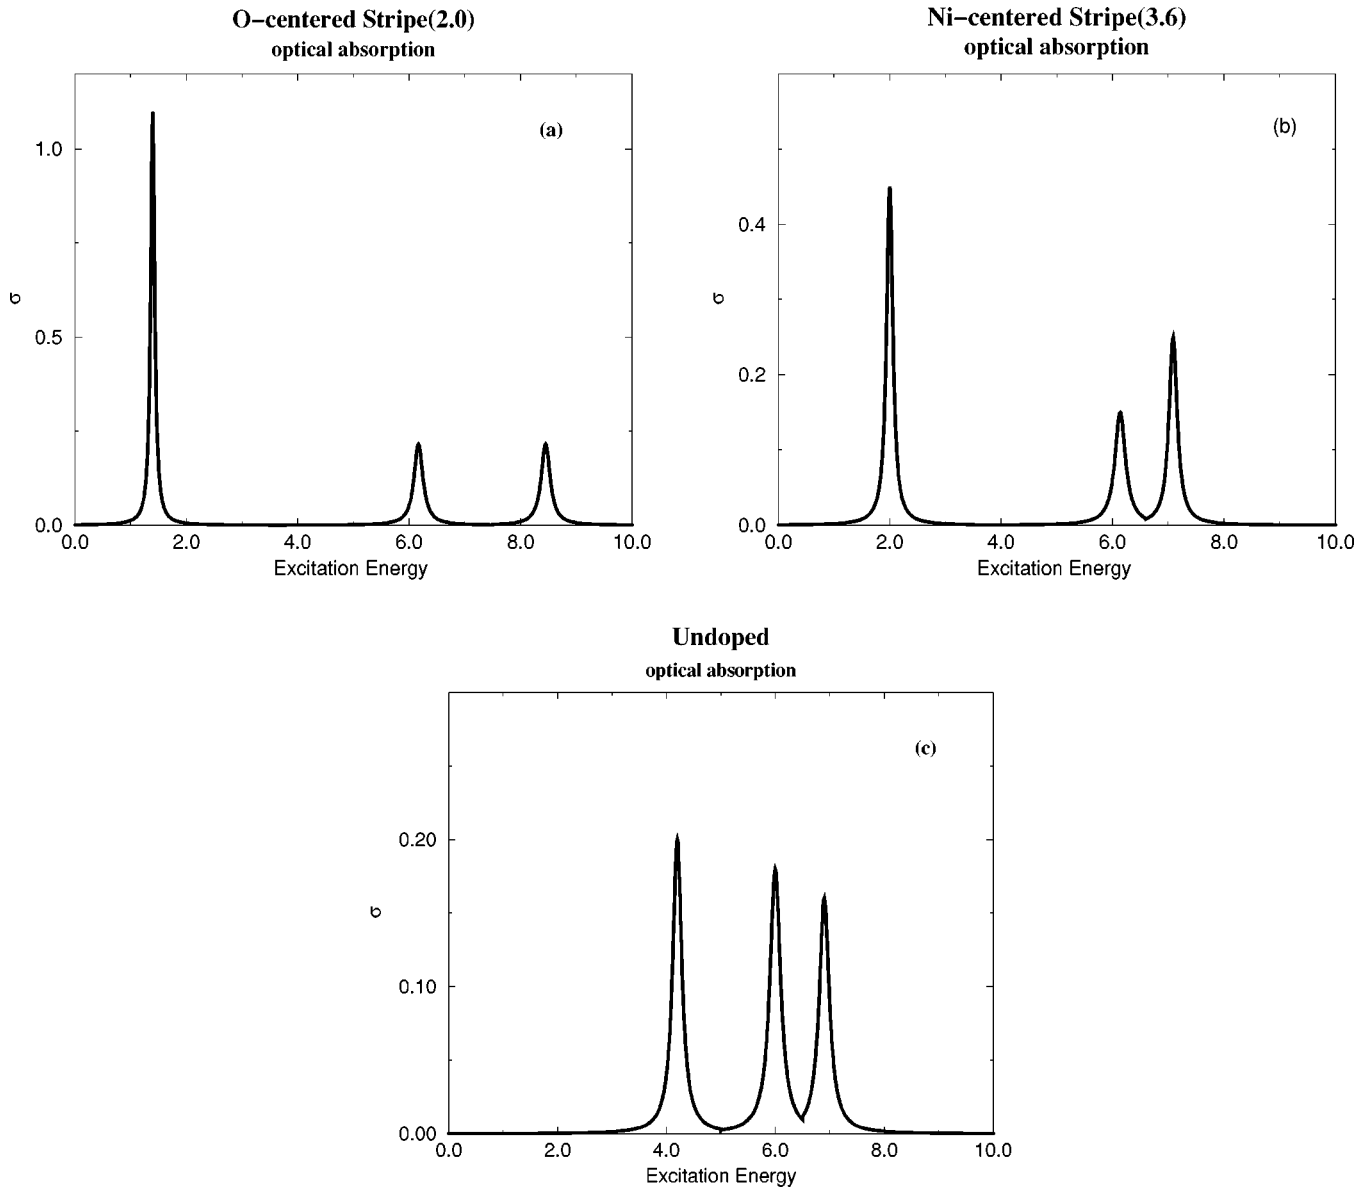 O−centered Stripe(2.0)
optical absorption
(a)
1.0
0.5
0.0
σ
0.0 2.0 4.0 6.0 8.0 10.0
Excitation Energy
Ni−centered Stripe(3.6)
optical absorption
(b)
0.4
0.2
0.0
σ
0.0 2.0 4.0 6.0 8.0 10.0
Excitation Energy
Undoped
optical absorption
(c)
0.20
0.10
0.00
σ
0.0 2.0 4.0 6.0 8.0 10.0
Excitation Energy